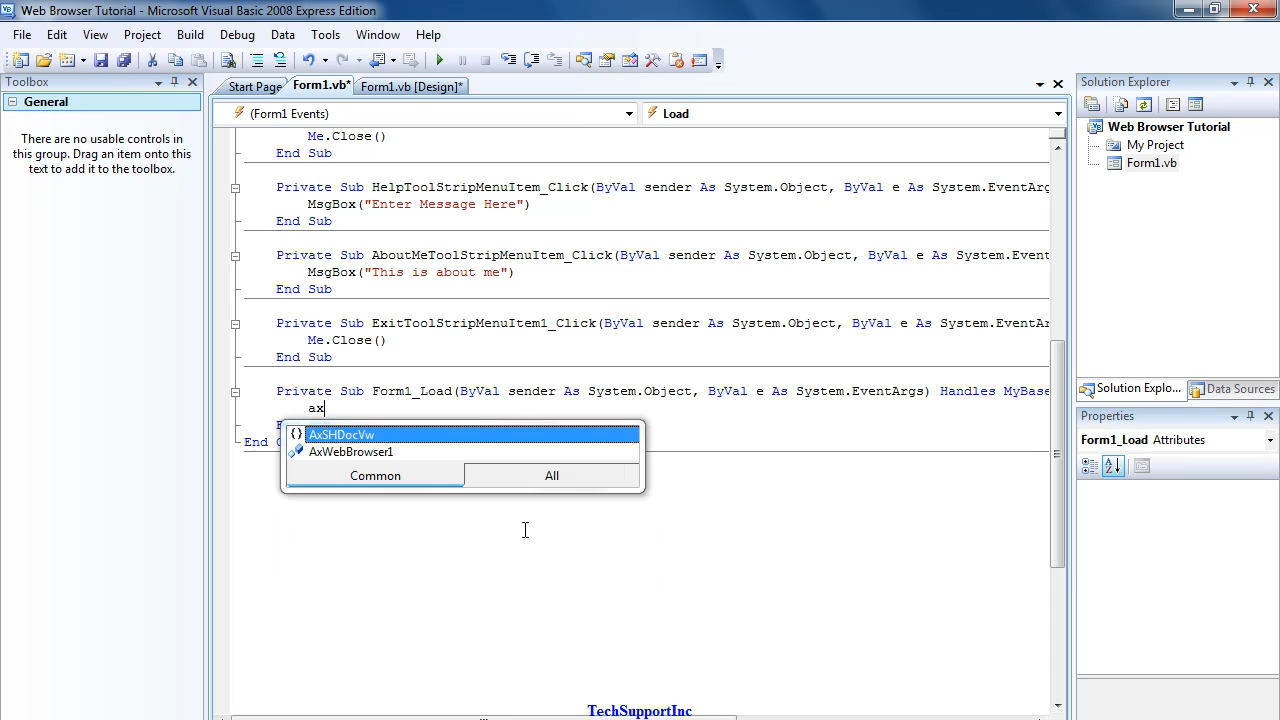 Web Browser Tutorial - Microsoft Visual Basic 2008 Express Edition
File Edit View Project Build Debug Data Tools Window Help
Toolbox
General
There are no usable controls in
this group. Drag an item onto this
text to add it to the toolbox.
Start Page
Form1.vb*
Form1.vb [Design]*
(Form1 Events)
Load
Me.Close()
End Sub
Private Sub HelpToolStripMenuItem_Click(ByVal sender As System.Object, ByVal e As System.EventArg
MsgBox("Enter Message Here")
End Sub
Private Sub AboutMeToolStripMenuItem_Click(ByVal sender As System.Object, ByVal e As System.Event
MsgBox("This is about me")
End Sub
Private Sub ExitToolStripMenuItem1_Click(ByVal sender As System.Object, ByVal e As System.EventAr
Me.Close()
End Sub
Private Sub Form1_Load(ByVal sender As System.Object, ByVal e As System.EventArgs) Handles MyBase
ax
End
AxSHDocVw
AxWebBrowser1
Common
All
Solution Explorer
Web Browser Tutorial
My Project
Form1.vb
Solution Explo...
Data Sources
Properties
Form1_Load Attributes
TechSupportInc